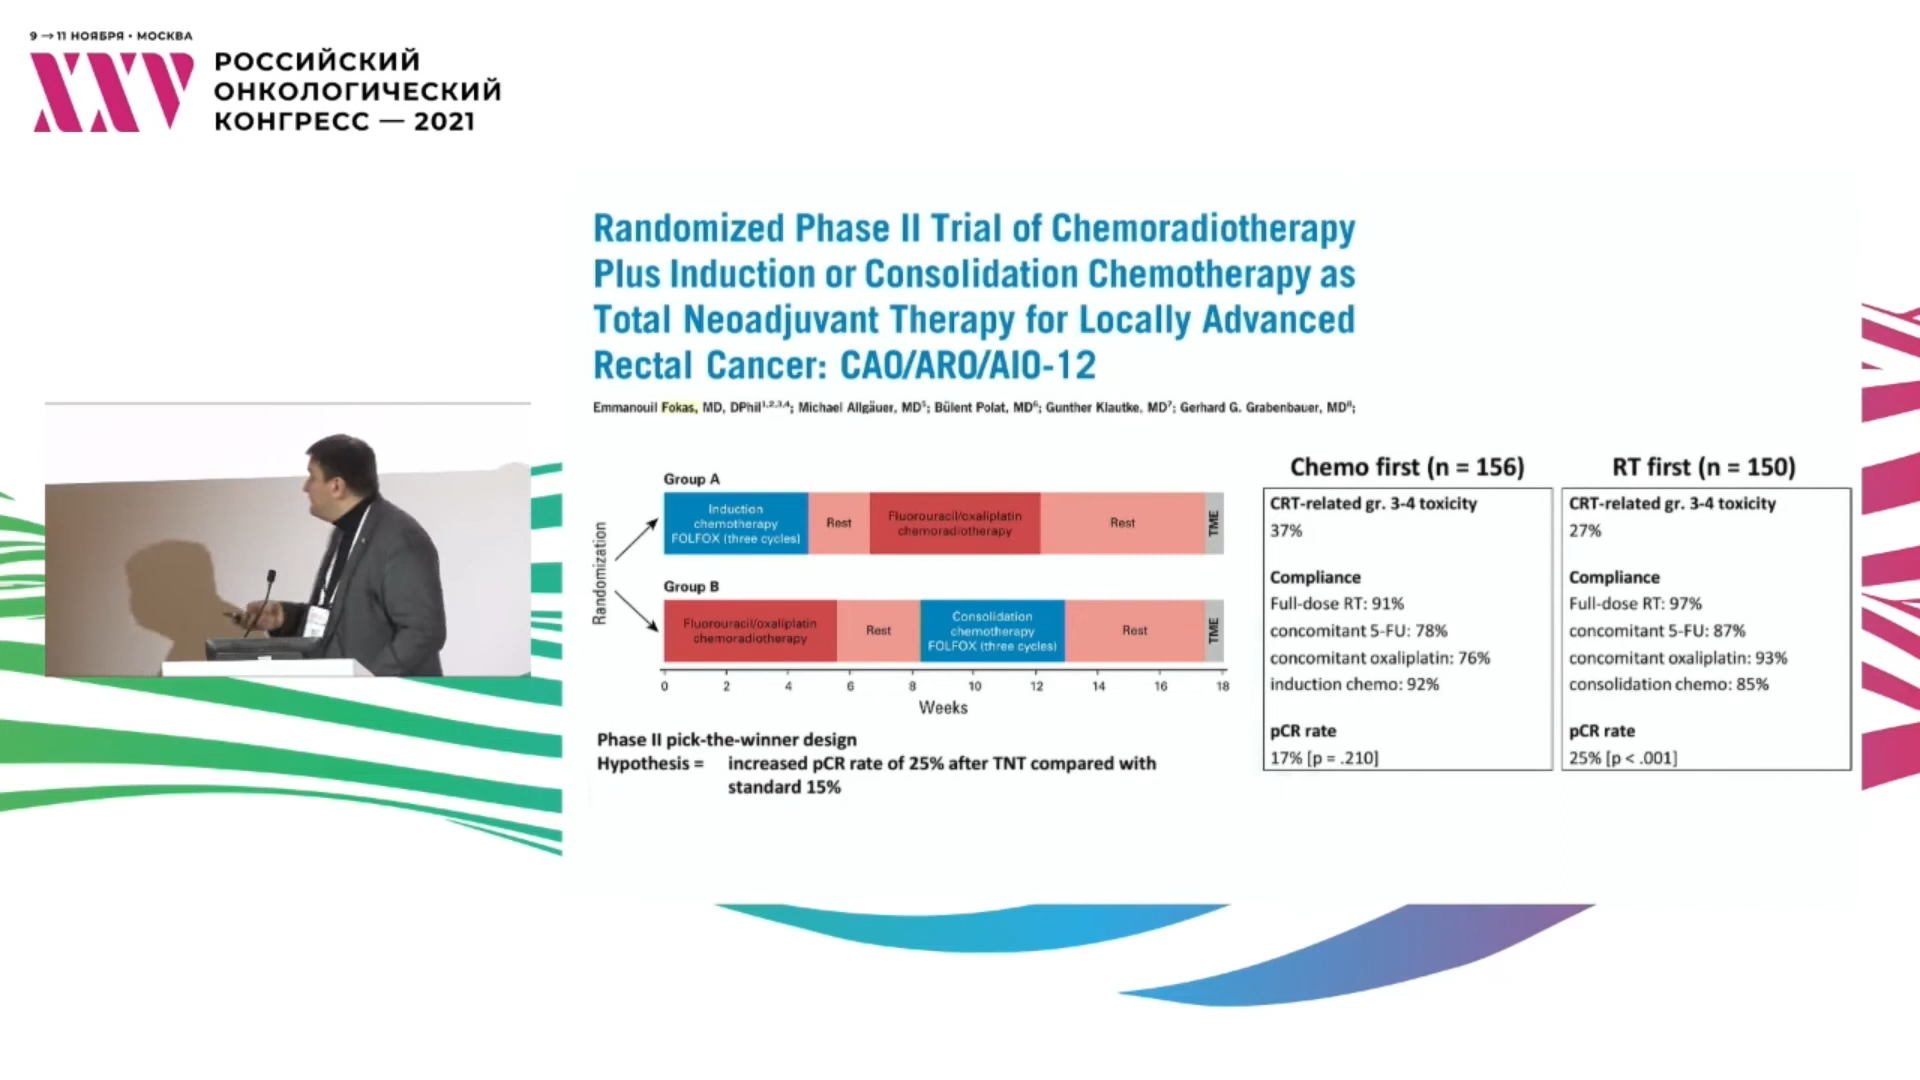 9 → 11 НОЯБРЯ • МОСКВА
XXV
РОССИЙСКИЙ
ОНКОЛОГИЧЕСКИЙ
КОНГРЕСС — 2021
Randomized Phase II Trial of Chemoradiotherapy
Plus Induction or Consolidation Chemotherapy as
Total Neoadjuvant Therapy for Locally Advanced
Rectal Cancer: CAO/ARO/AIO-12
Emmanouil Fokas, MD, DPhil1,2,3,4; Michael Allgäuer, MD5; Bülent Polat, MD6; Gunther Klautke, MD7; Gerhard G. Grabenbauer, MD8;
Randomization
Group A
Induction
chemotherapy
FOLFOX (three cycles)
Rest
Fluorouracil/oxaliplatin
chemoradiotherapy
Rest
TME
Group B
Fluorouracil/oxaliplatin
chemoradiotherapy
Rest
Consolidation
chemotherapy
FOLFOX (three cycles)
Rest
TME
0 2 4 6 8 10 12 14 16 18
Weeks
Phase II pick-the-winner design
Hypothesis = increased pCR rate of 25% after TNT compared with
standard 15%
Chemo first (n = 156)
CRT-related gr. 3-4 toxicity
37%
Compliance
Full-dose RT: 91%
concomitant 5-FU: 78%
concomitant oxaliplatin: 76%
induction chemo: 92%
pCR rate
17% [p = .210]
RT first (n = 150)
CRT-related gr. 3-4 toxicity
27%
Compliance
Full-dose RT: 97%
concomitant 5-FU: 87%
concomitant oxaliplatin: 93%
consolidation chemo: 85%
pCR rate
25% [p < .001]